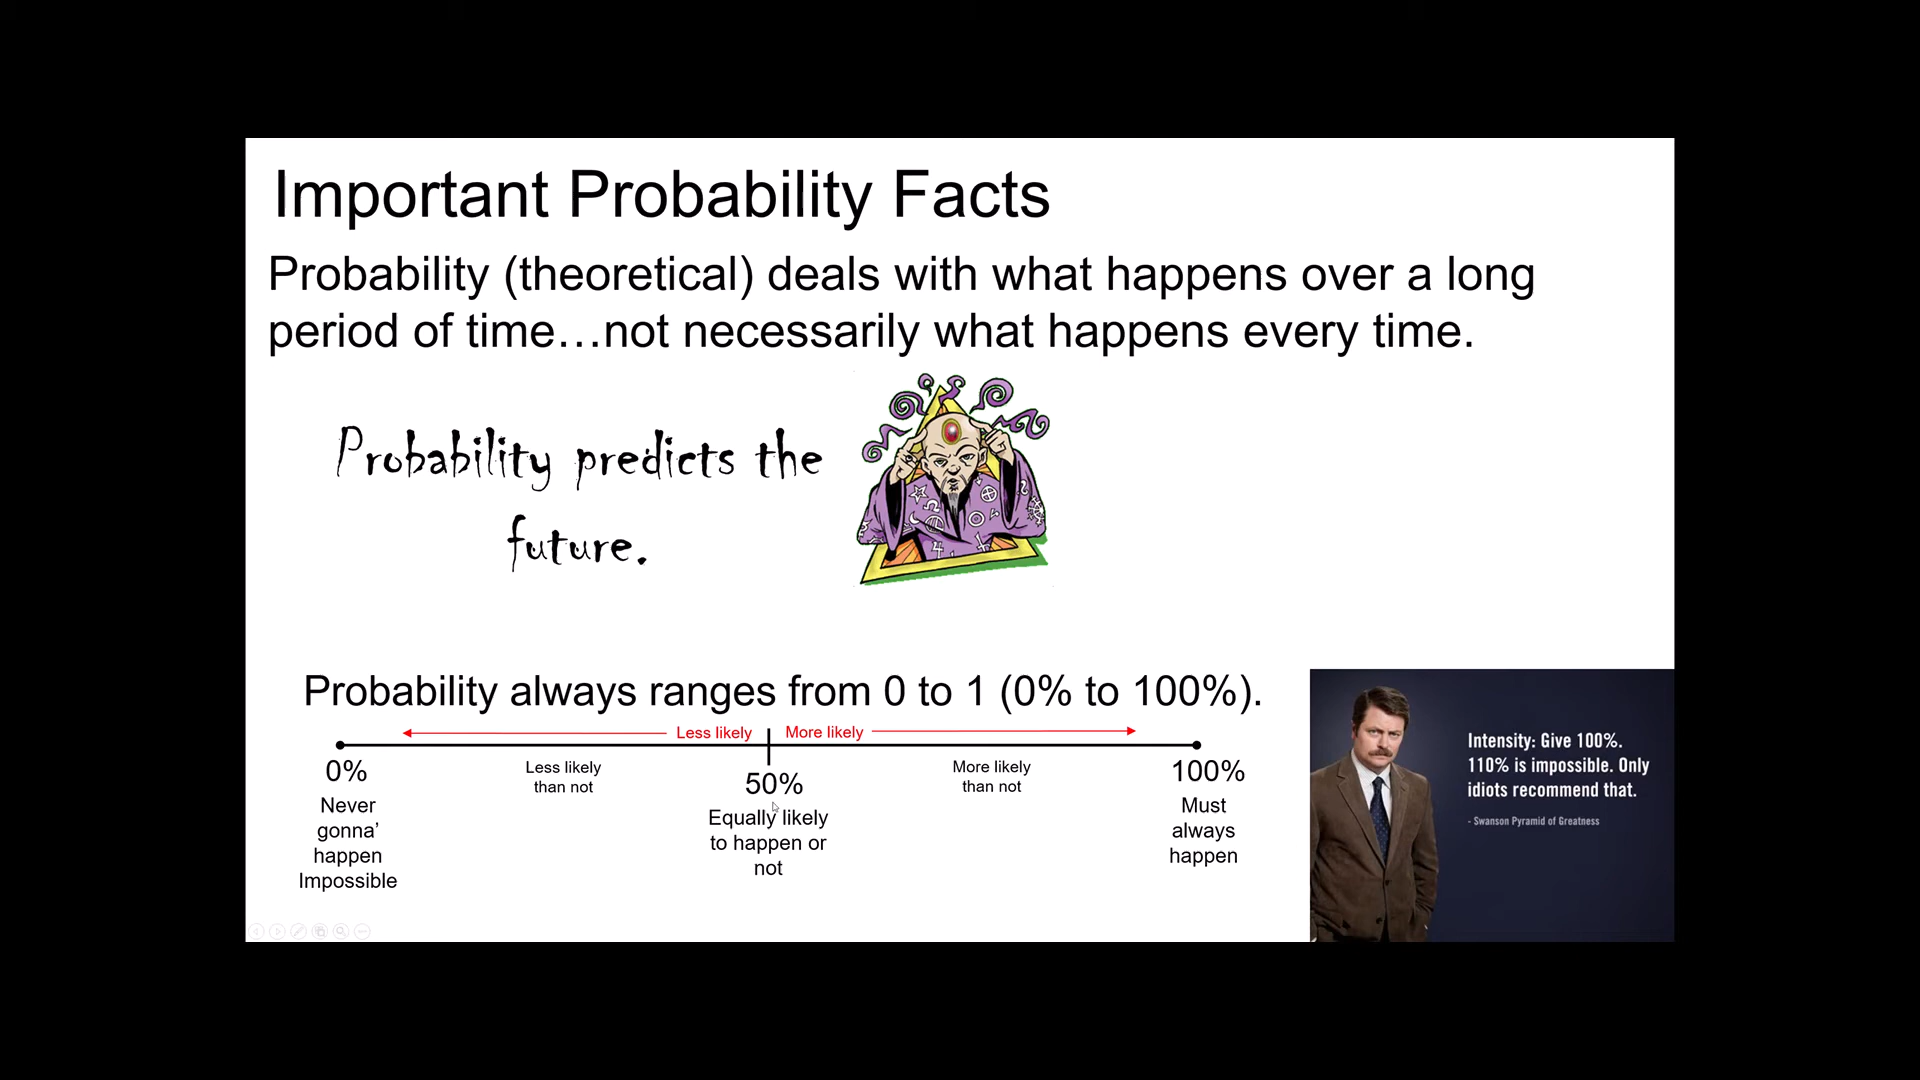 Important Probability Facts
Probability (theoretical) deals with what happens over a long
period of time…not necessarily what happens every time.
Probability predicts the
future.
Probability always ranges from 0 to 1 (0% to 100%).
Less likely
More likely
0%
Never
gonna’
happen
Impossible
Less likely
than not
50%
Equally likely
to happen or
not
More likely
than not
100%
Must
always
happen
Intensity: Give 100%.
110% is impossible. Only
idiots recommend that.
- Swanson Pyramid of Greatness